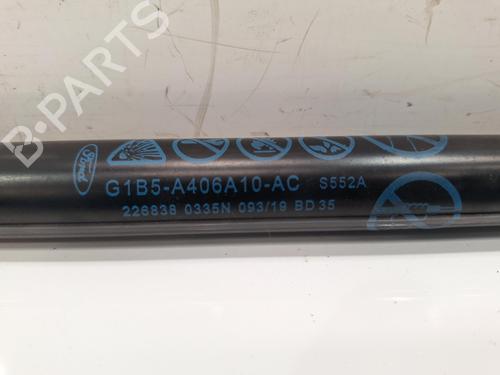 B-PARTS
Ford
G1B5-A406A10-AC S552A
226838 0335N 093/19 BD35